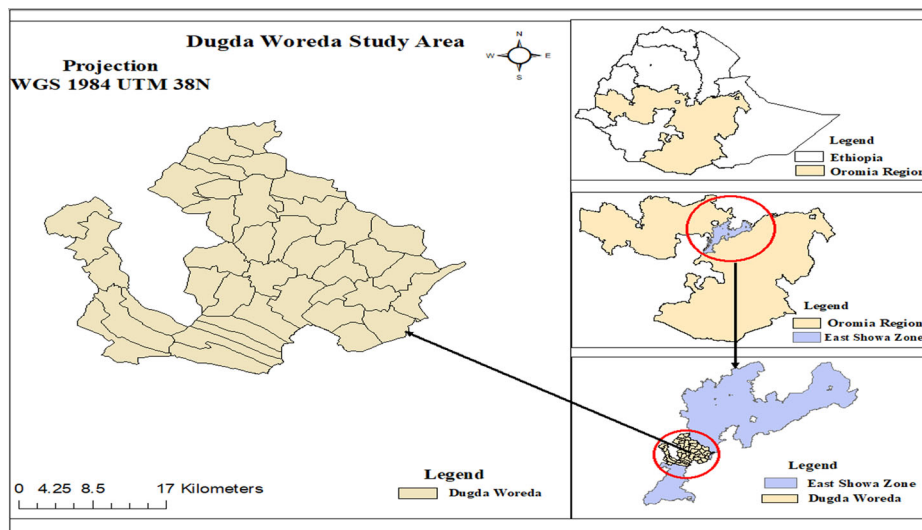 Dugda Woreda Study Area
Projection
WGS 1984 UTM 38N
N
W E
S
Legend
Dugda Woreda
0 4.25 8.5 17 Kilometers
Legend
Ethiopia
Oromia Region
Legend
Oromia Region
East Showa Zone
Legend
East Showa Zone
Dugda Woreda